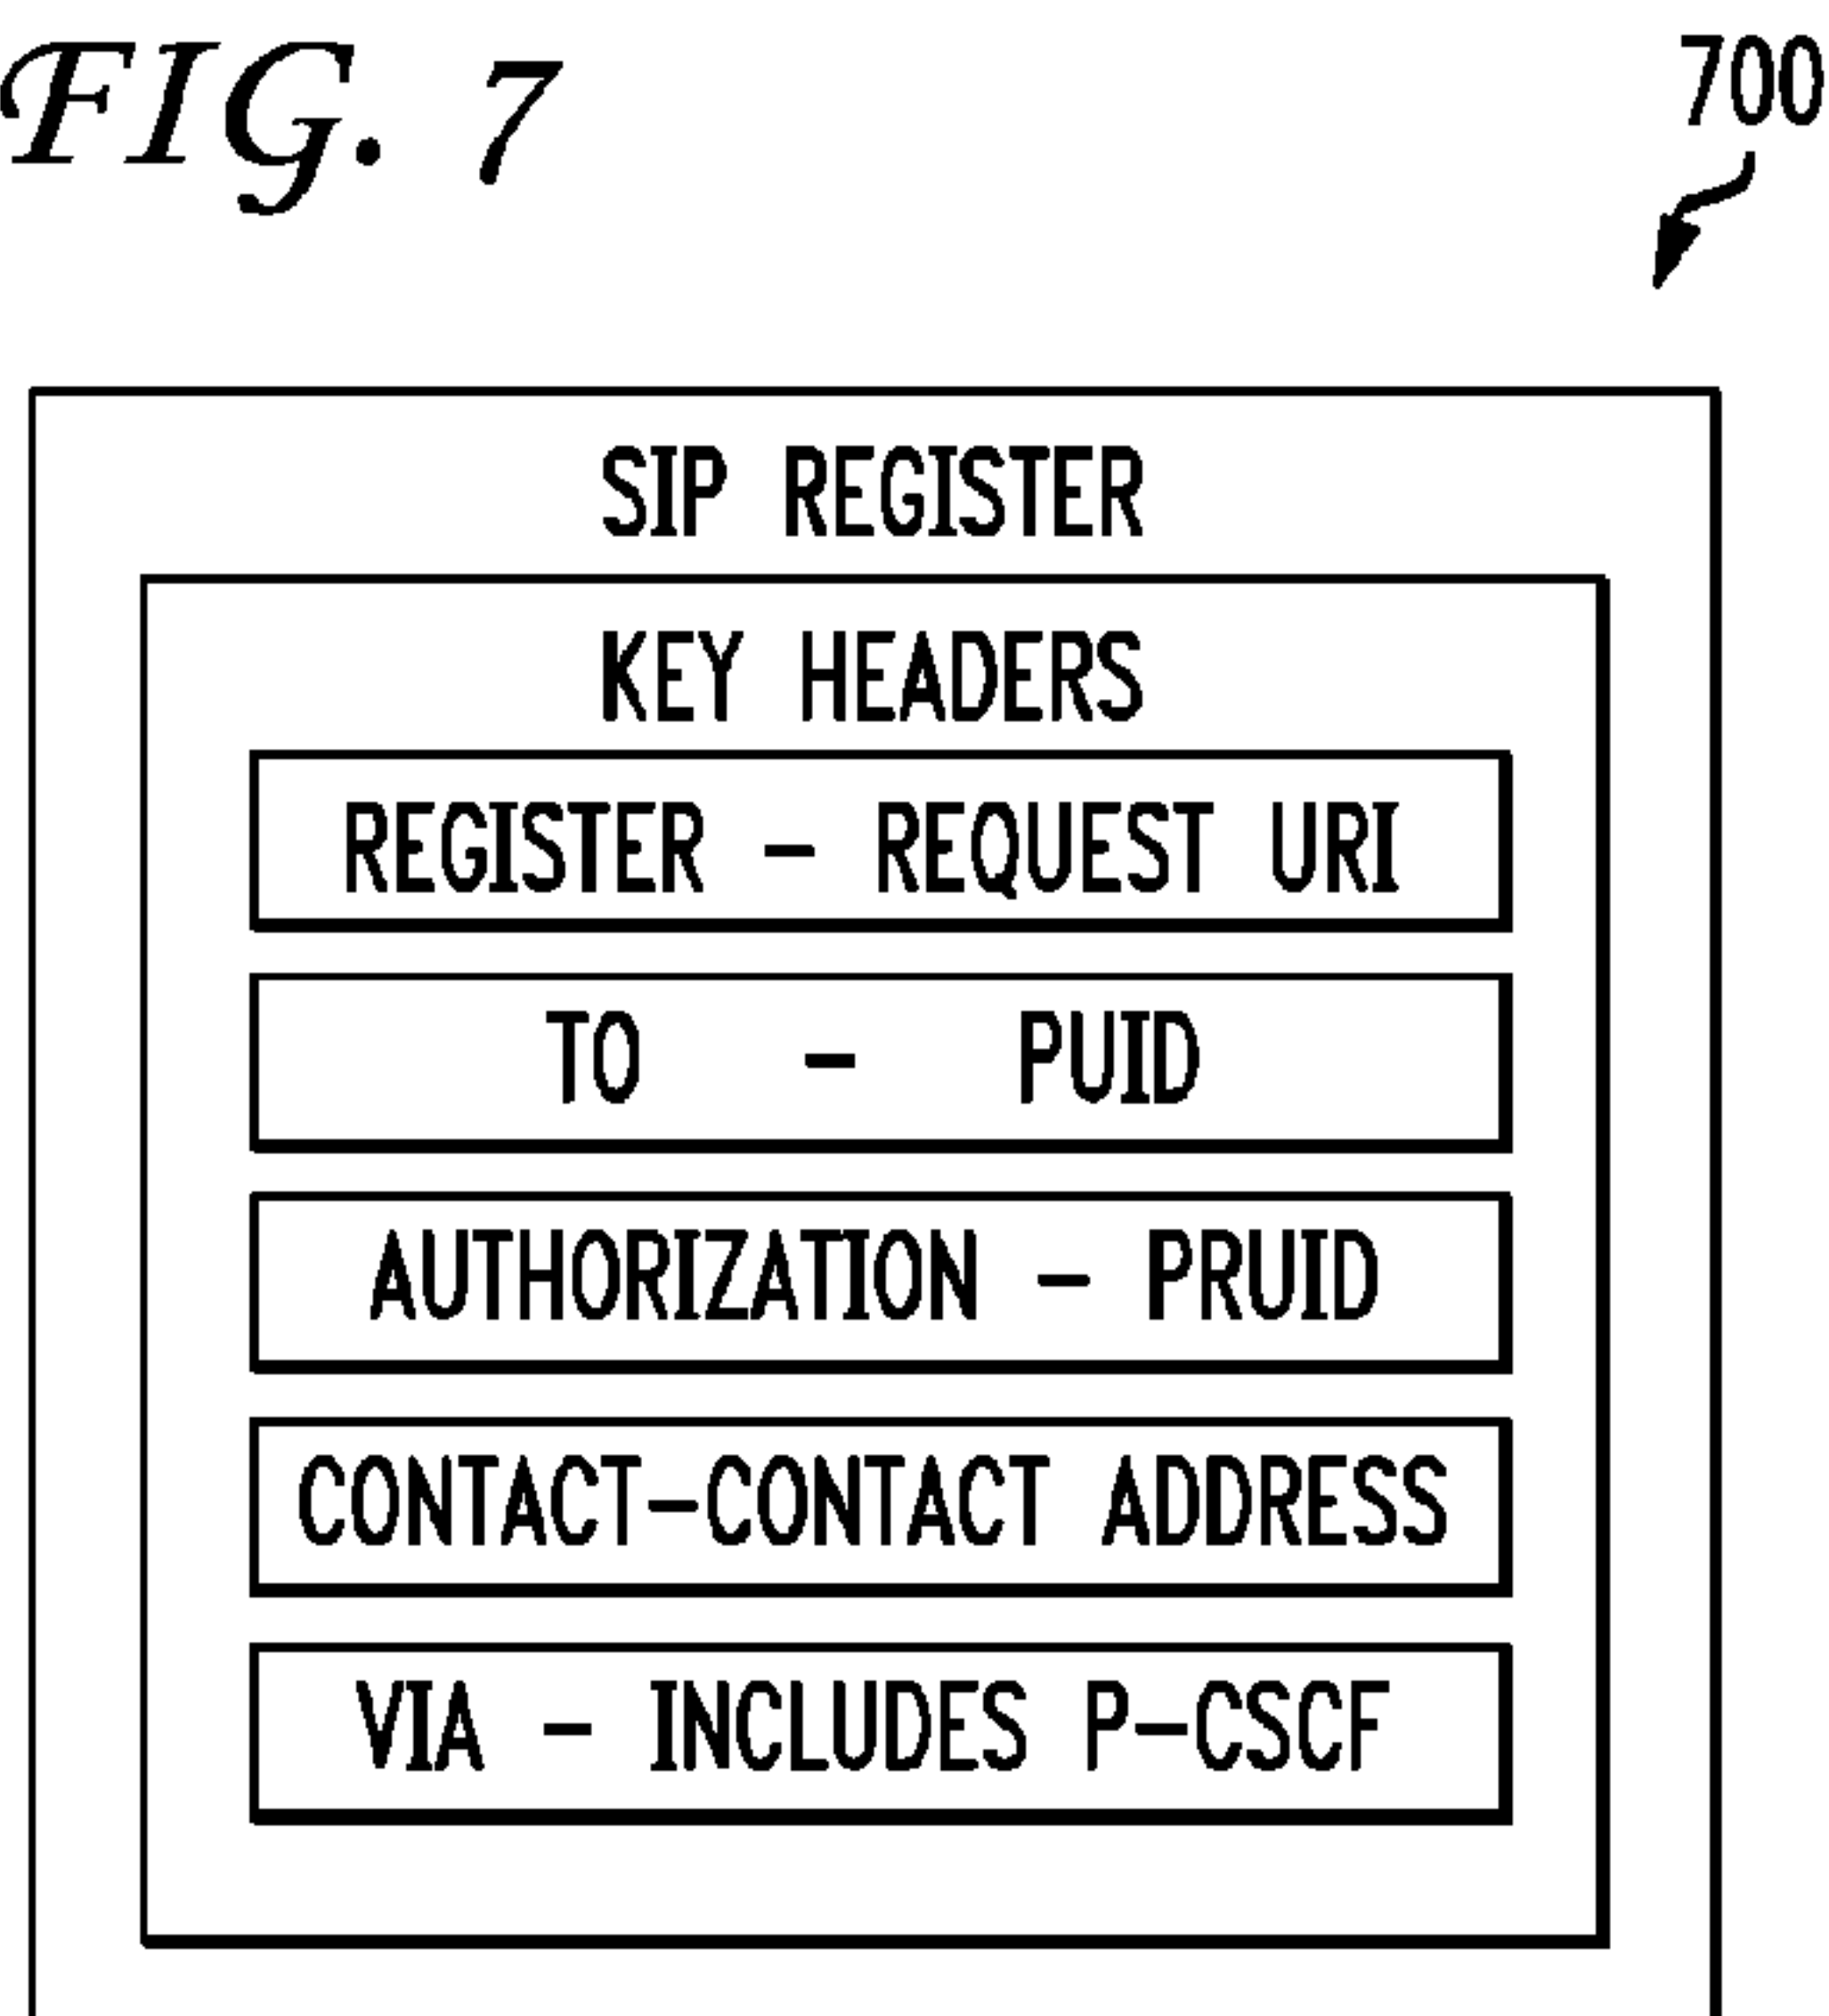 FIG. 7
700
SIP REGISTER
KEY HEADERS
REGISTER - REQUEST URI
TO - PUID
AUTHORIZATION - PRUID
CONTACT-CONTACT ADDRESS
VIA - INCLUDES P-CSCF